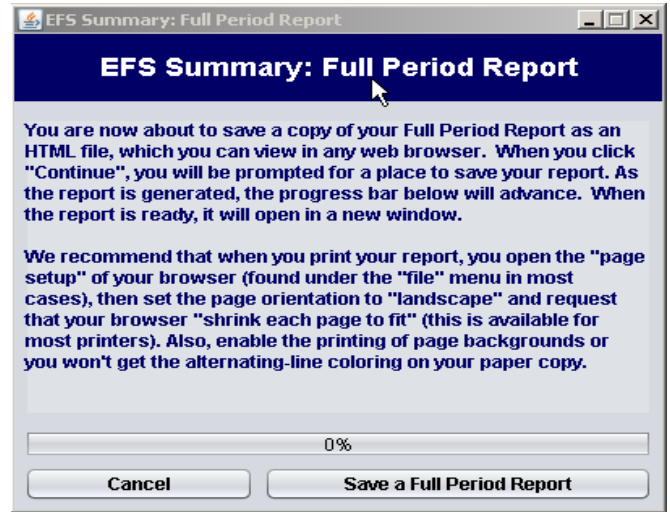 EFS Summary: Full Period Report
EFS Summary: Full Period Report
You are now about to save a copy of your Full Period Report as an
HTML file, which you can view in any web browser.  When you click
"Continue", you will be prompted for a place to save your report. As
the report is generated, the progress bar below will advance.  When
the report is ready, it will open in a new window.
We recommend that when you print your report, you open the "page
setup" of your browser (found under the "file" menu in most
cases), then set the page orientation to "landscape" and request
that your browser "shrink each page to fit" (this is available for
most printers). Also, enable the printing of page backgrounds or
you won't get the alternating-line coloring on your paper copy.
0%
Cancel
Save a Full Period Report